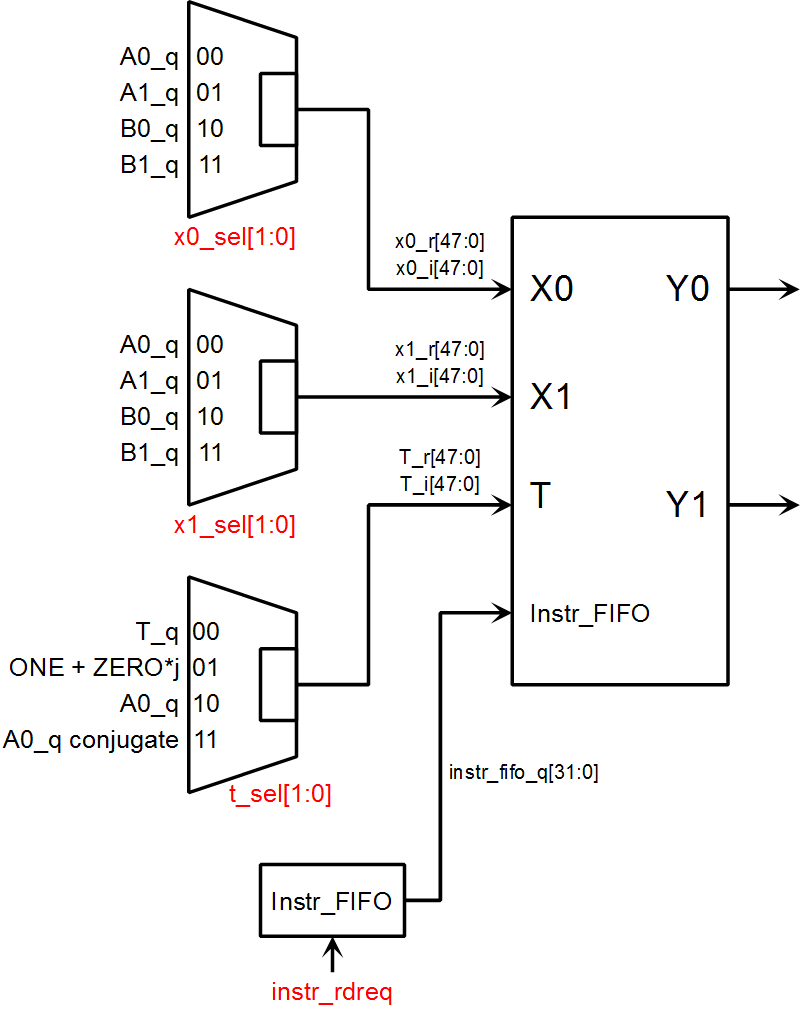 A0_q 00
A1_q 01
B0_q 10
B1_q 11
x0_sel[1:0]
x0_r[47:0]
x0_i[47:0]
X0
Y0
A0_q 00
A1_q 01
B0_q 10
B1_q 11
x1_sel[1:0]
x1_r[47:0]
x1_i[47:0]
X1
T_r[47:0]
T_i[47:0]
T
Y1
T_q 00
ONE + ZERO*j 01
A0_q 10
A0_q conjugate 11
t_sel[1:0]
Instr_FIFO
instr_fifo_q[31:0]
Instr_FIFO
instr_rdreq